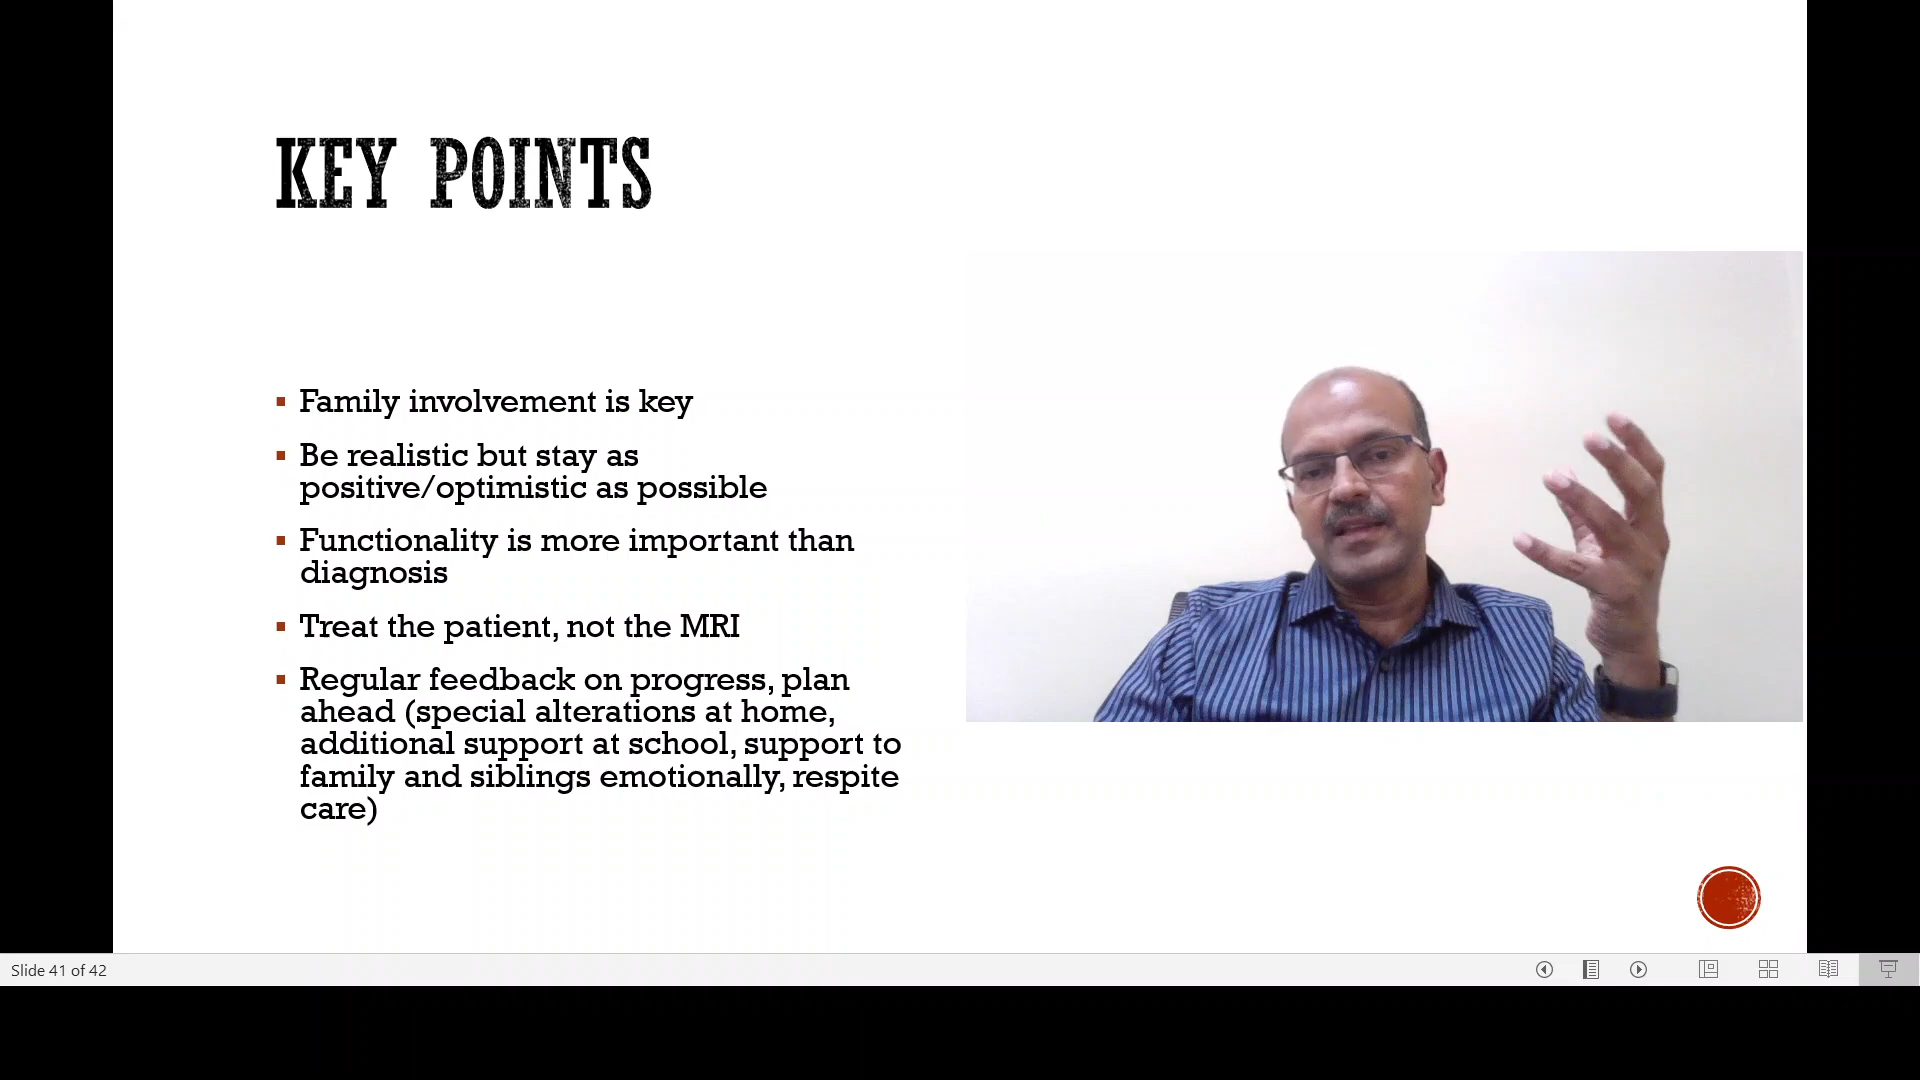 KEY POINTS
Family involvement is key
Be realistic but stay as
positive/optimistic as possible
Functionality is more important than
diagnosis
Treat the patient, not the MRI
Regular feedback on progress, plan
ahead (special alterations at home,
additional support at school, support to
family and siblings emotionally, respite
care)
Slide 41 of 42